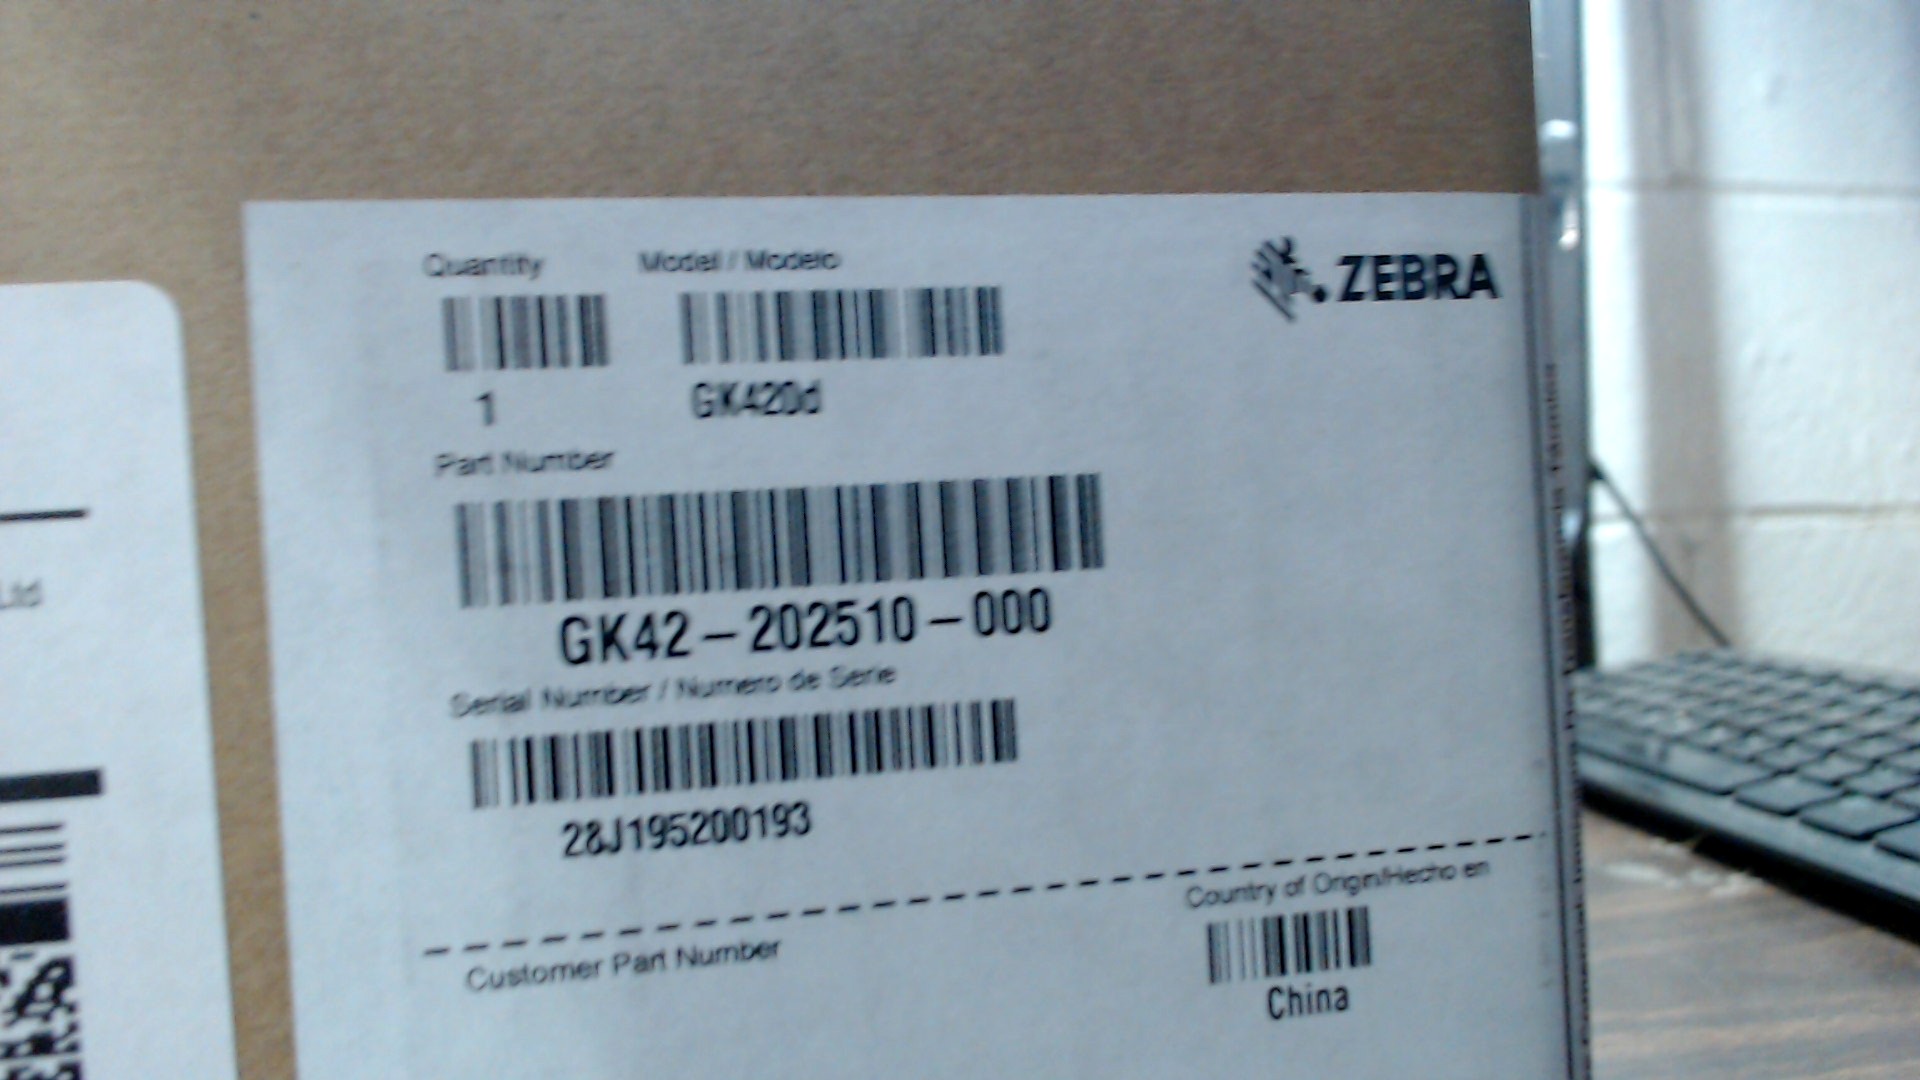 Ltd
Quantity Model / Modelo
ZEBRA
1 GK420d
Part Number
GK42-202510-000
Serial Number / Numero de Serie
28J195200193
Country of Origin/Hecho en
Customer Part Number
China